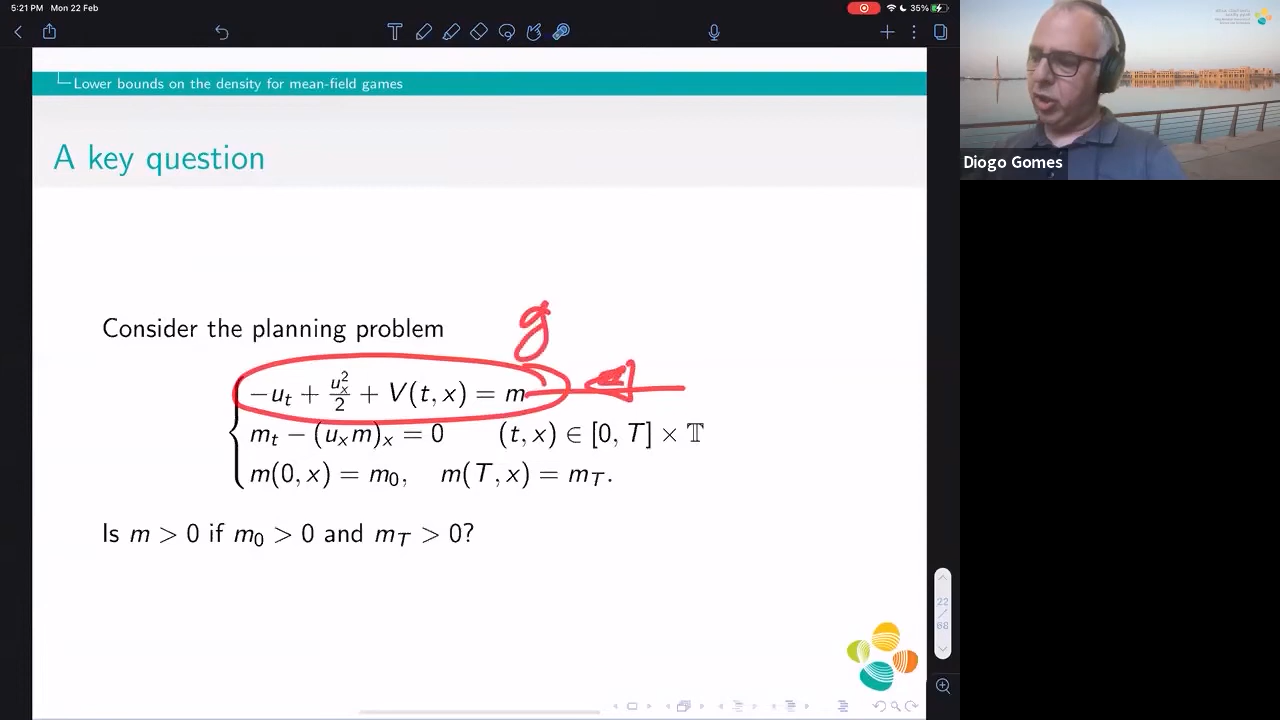 5:21 PM Mon 22 Feb
35%
Lower bounds on the density for mean-field games
A key question
Diogo Gomes
Consider the planning problem
g
-u_t + u_x^2/2 + V(t, x) = m
m_t − (u_x m)_x = 0 (t, x) ∈ [0, T] × 𝕋
m(0, x) = m_0, m(T, x) = m_T.
Is m > 0 if m_0 > 0 and m_T > 0?
22
/
68